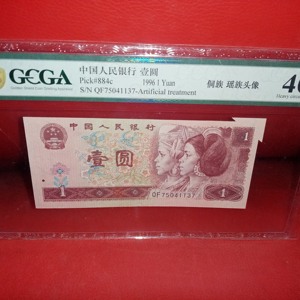 GCGA
中国人民银行 壹圆
Pick#884c 1996 1 Yuan
S/N QF75041137-Artificial treatment
侗族 瑶族头像
中国人民银行
壹圆
1
1
QF75041137